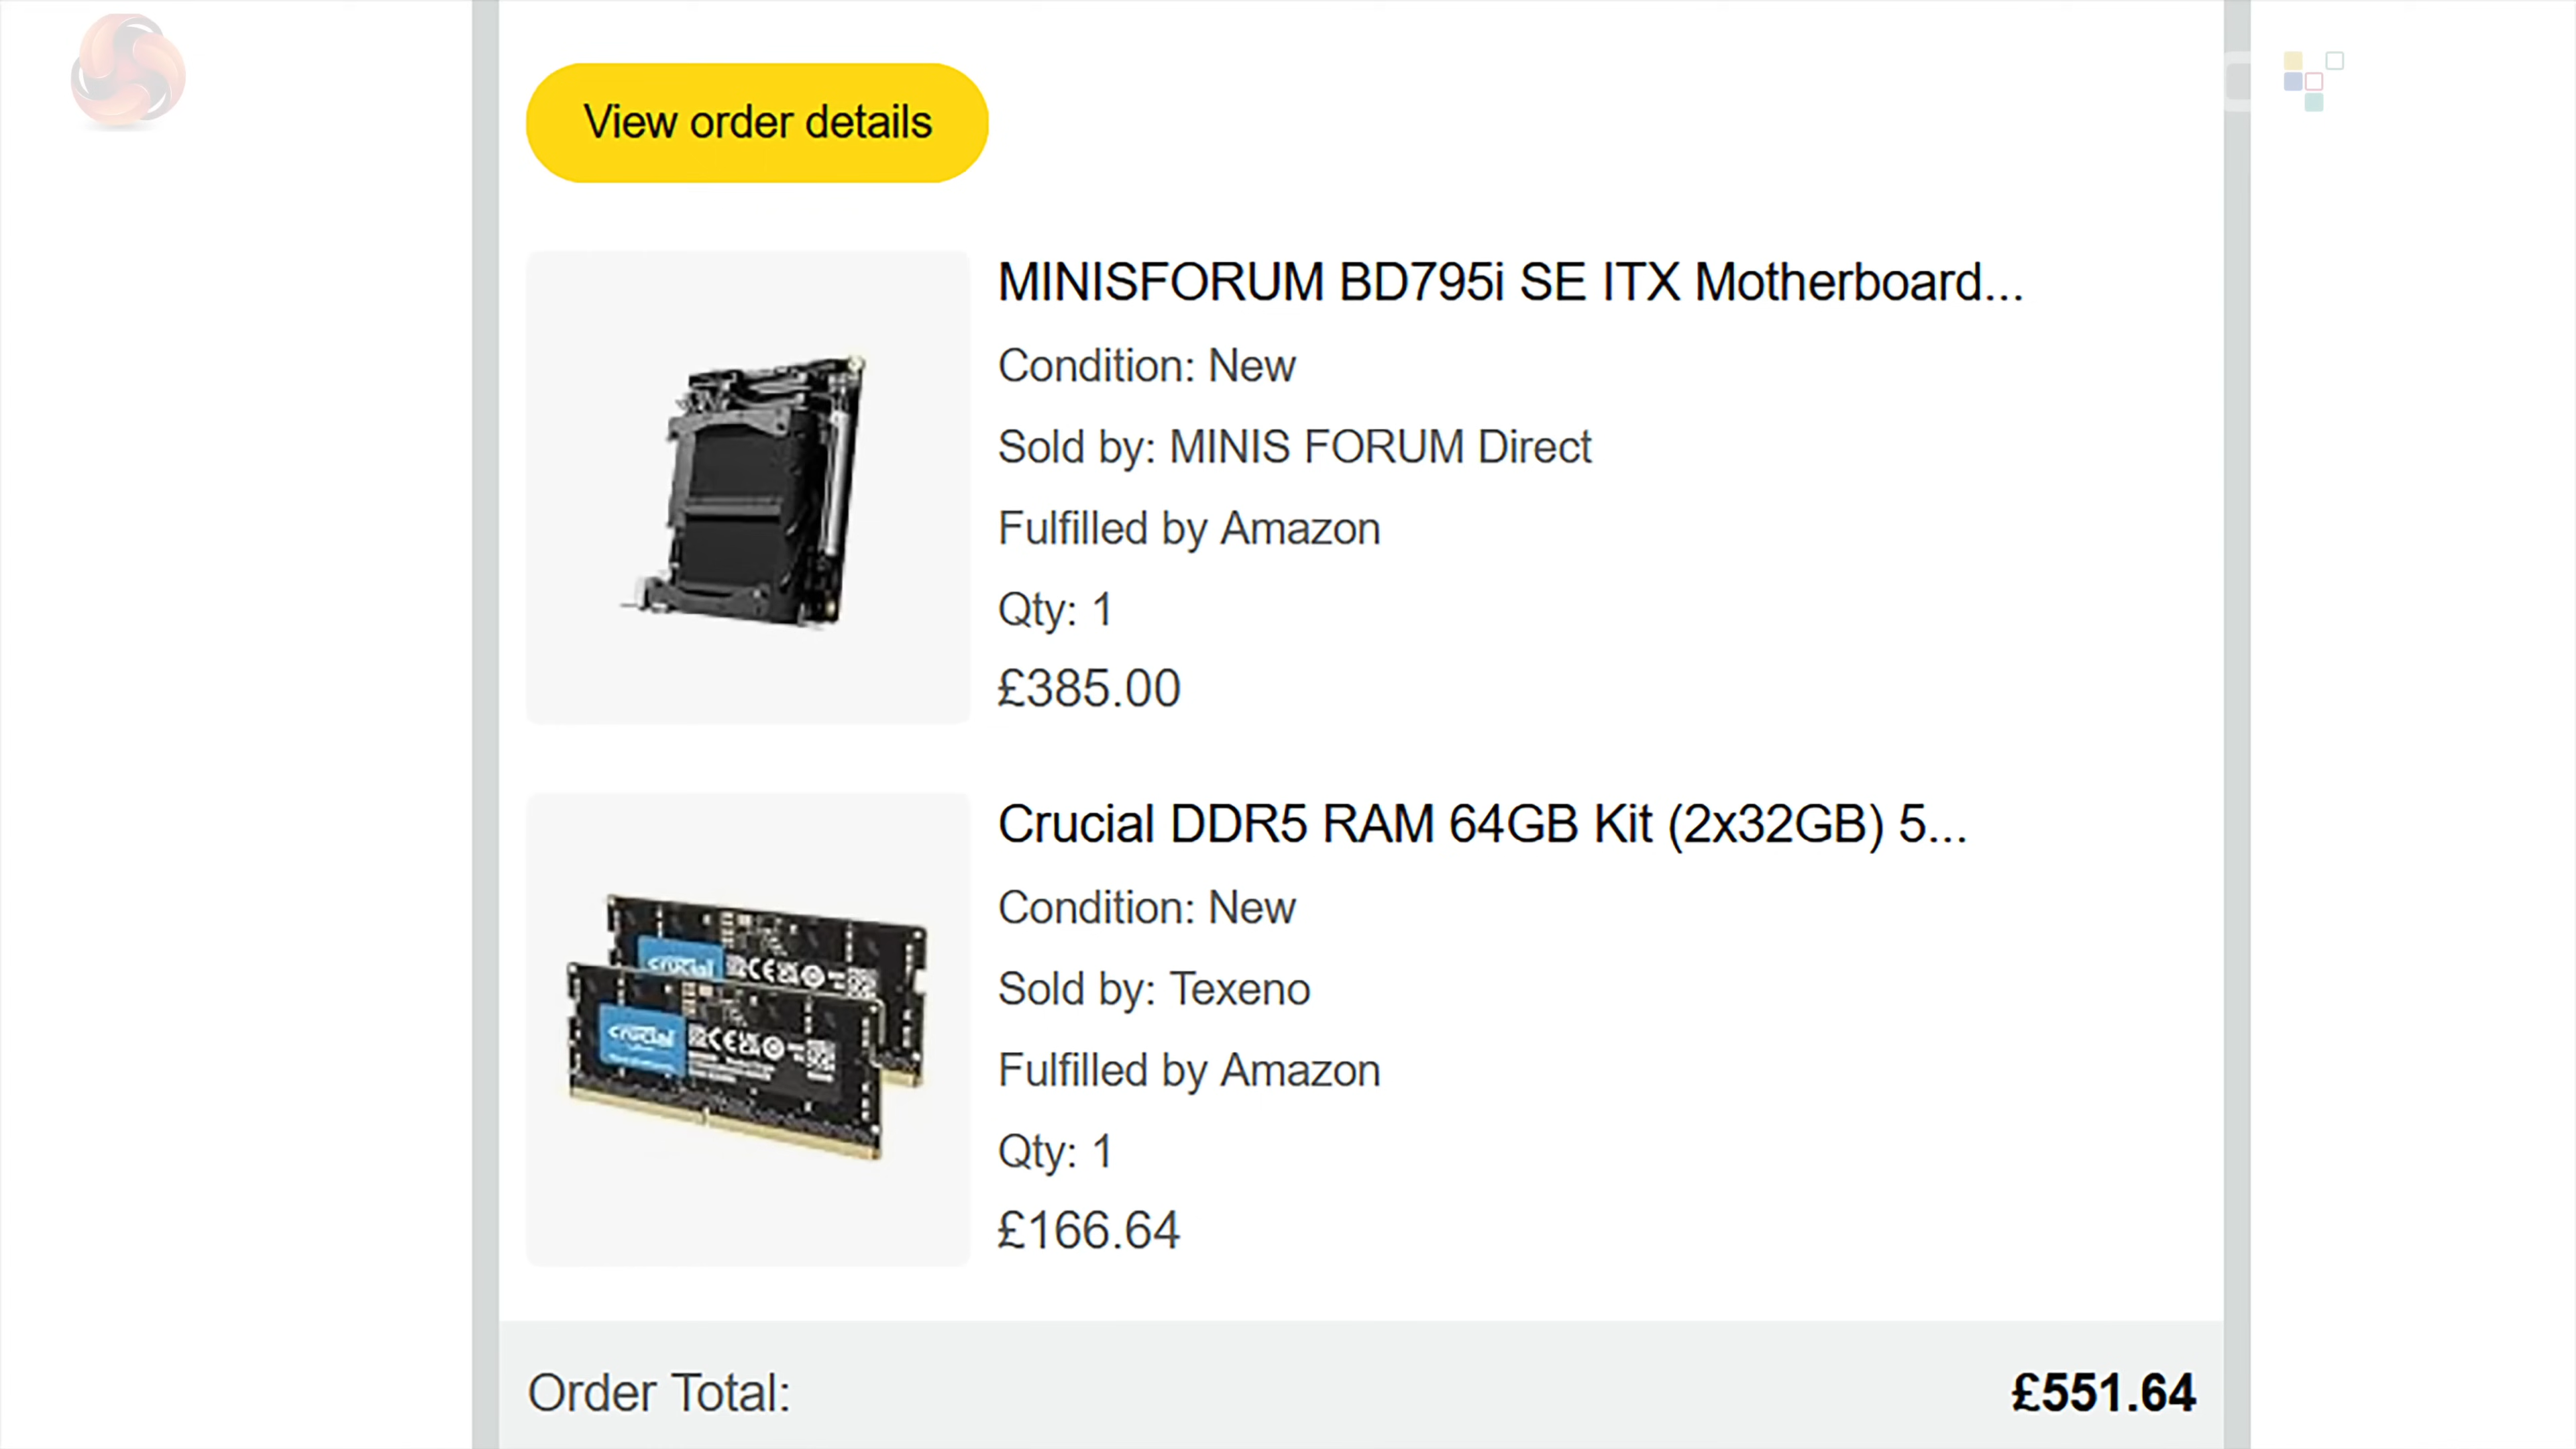 View order details
MINISFORUM BD795i SE ITX Motherboard...
Condition: New
Sold by: MINIS FORUM Direct
Fulfilled by Amazon
Qty: 1
£385.00
Crucial DDR5 RAM 64GB Kit (2x32GB) 5...
Condition: New
Sold by: Texeno
Fulfilled by Amazon
Qty: 1
£166.64
crucial
crucial
Order Total:
£551.64